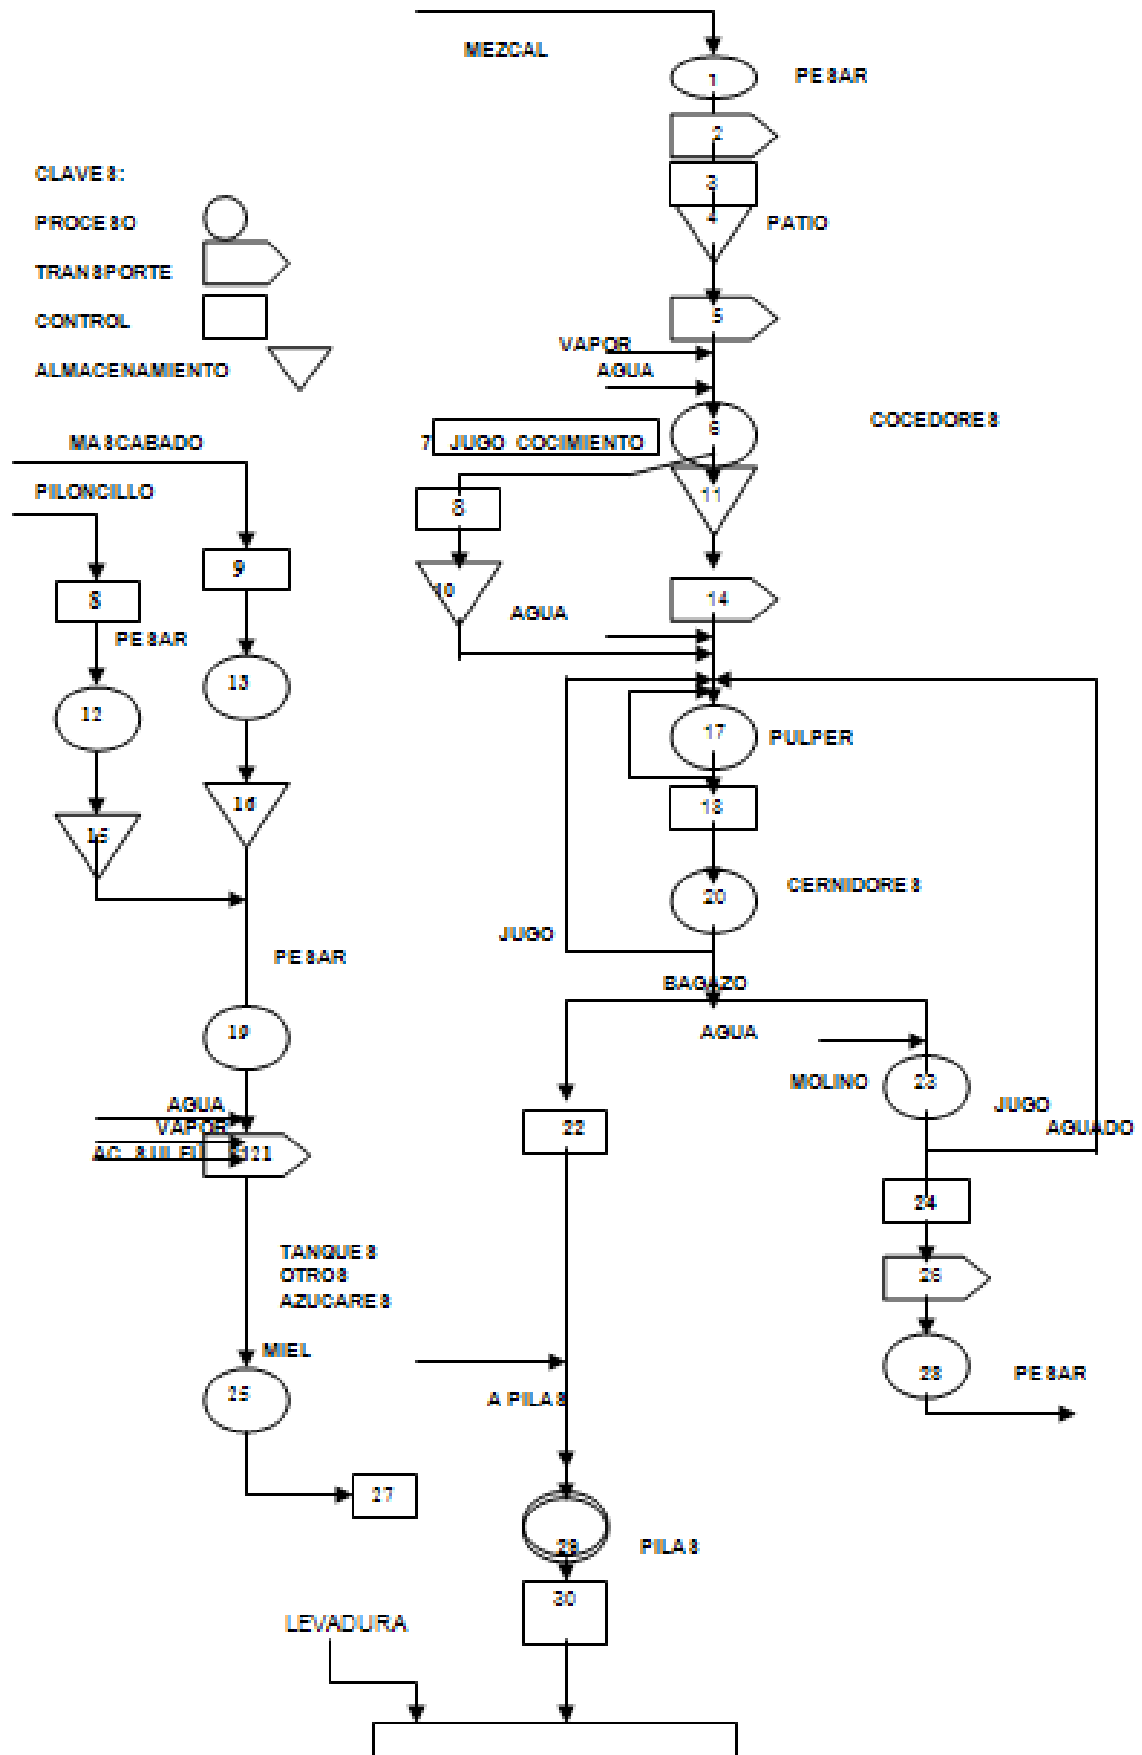 MEZCAL
1 PESAR
2
CLAVES:
3
PROCESO
4 PATIO
TRANSPORTE
CONTROL
5
VAPOR
ALMACENAMIENTO
AGUA
6 COCEDORES
MASCABADO
7 JUGO COCIMIENTO
PILONCILLO
11
8
9
10
14
8
AGUA
PESAR
13
12
17 PULPER
16
18
15
CERNIDORES
20
JUGO
PESAR
BAGAZO
19
AGUA
MOLINO 23
AGUA
JUGO
VAPOR
22
AGUADO
121
24
TANQUES
OTROS
AZUCARES
26
MIEL
28 PESAR
25
A PILAS
27
29 PILAS
30
LEVADURA